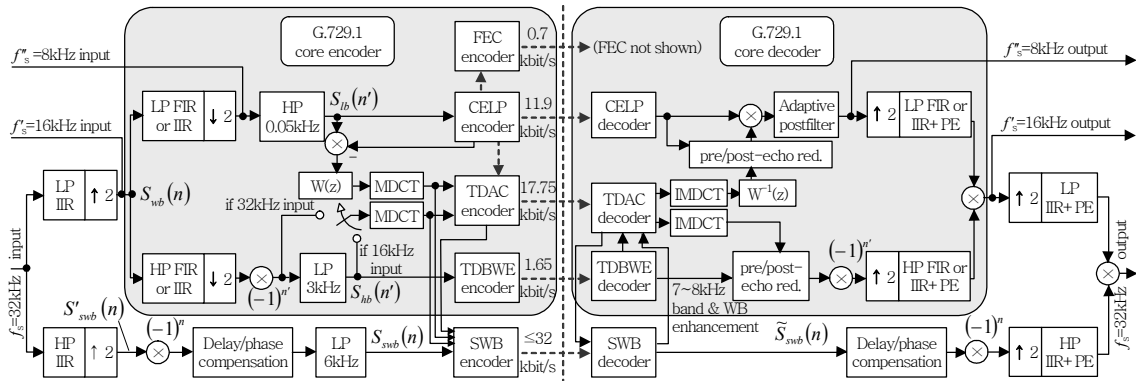 G.729.1
core encoder
FEC
encoder
0.7
kbit/s
(FEC not shown)
G.729.1
core decoder
f″s=8kHz input
f″s=8kHz output
LP FIR
or IIR
↓ 2
HP
0.05kHz
S_lb(n′)
CELP
encoder
11.9
kbit/s
CELP
decoder
Adaptive
postfilter
↑ 2
LP FIR or
IIR+ PE
f′s=16kHz input
f′s=16kHz output
−
pre/post-echo red.
LP
IIR
↑ 2
S_wb(n)
W(z)
MDCT
if 32kHz
input
MDCT
TDAC
encoder
17.75
kbit/s
TDAC
decoder
IMDCT
W⁻¹(z)
IMDCT
↑ 2
LP
IIR+ PE
if 16kHz
input
HP FIR
or IIR
↓ 2
(-1)^n′
LP
3kHz
S_hb(n′)
TDBWE
encoder
1.65
kbit/s
TDBWE
decoder
pre/post-
echo red.
(-1)^n′
↑ 2
HP FIR or
IIR+PE
7~8kHz
band & WB
enhancement
fs=32kHz input
fs=32kHz output
S′_swb(n)
HP
IIR
↑ 2
(-1)^n
Delay/phase
compensation
LP
6kHz
S_swb(n)
SWB
encoder
≤32
kbit/s
SWB
decoder
S̃_swb(n)
Delay/phase
compensation
(-1)^n
↑ 2
HP
IIR+PE